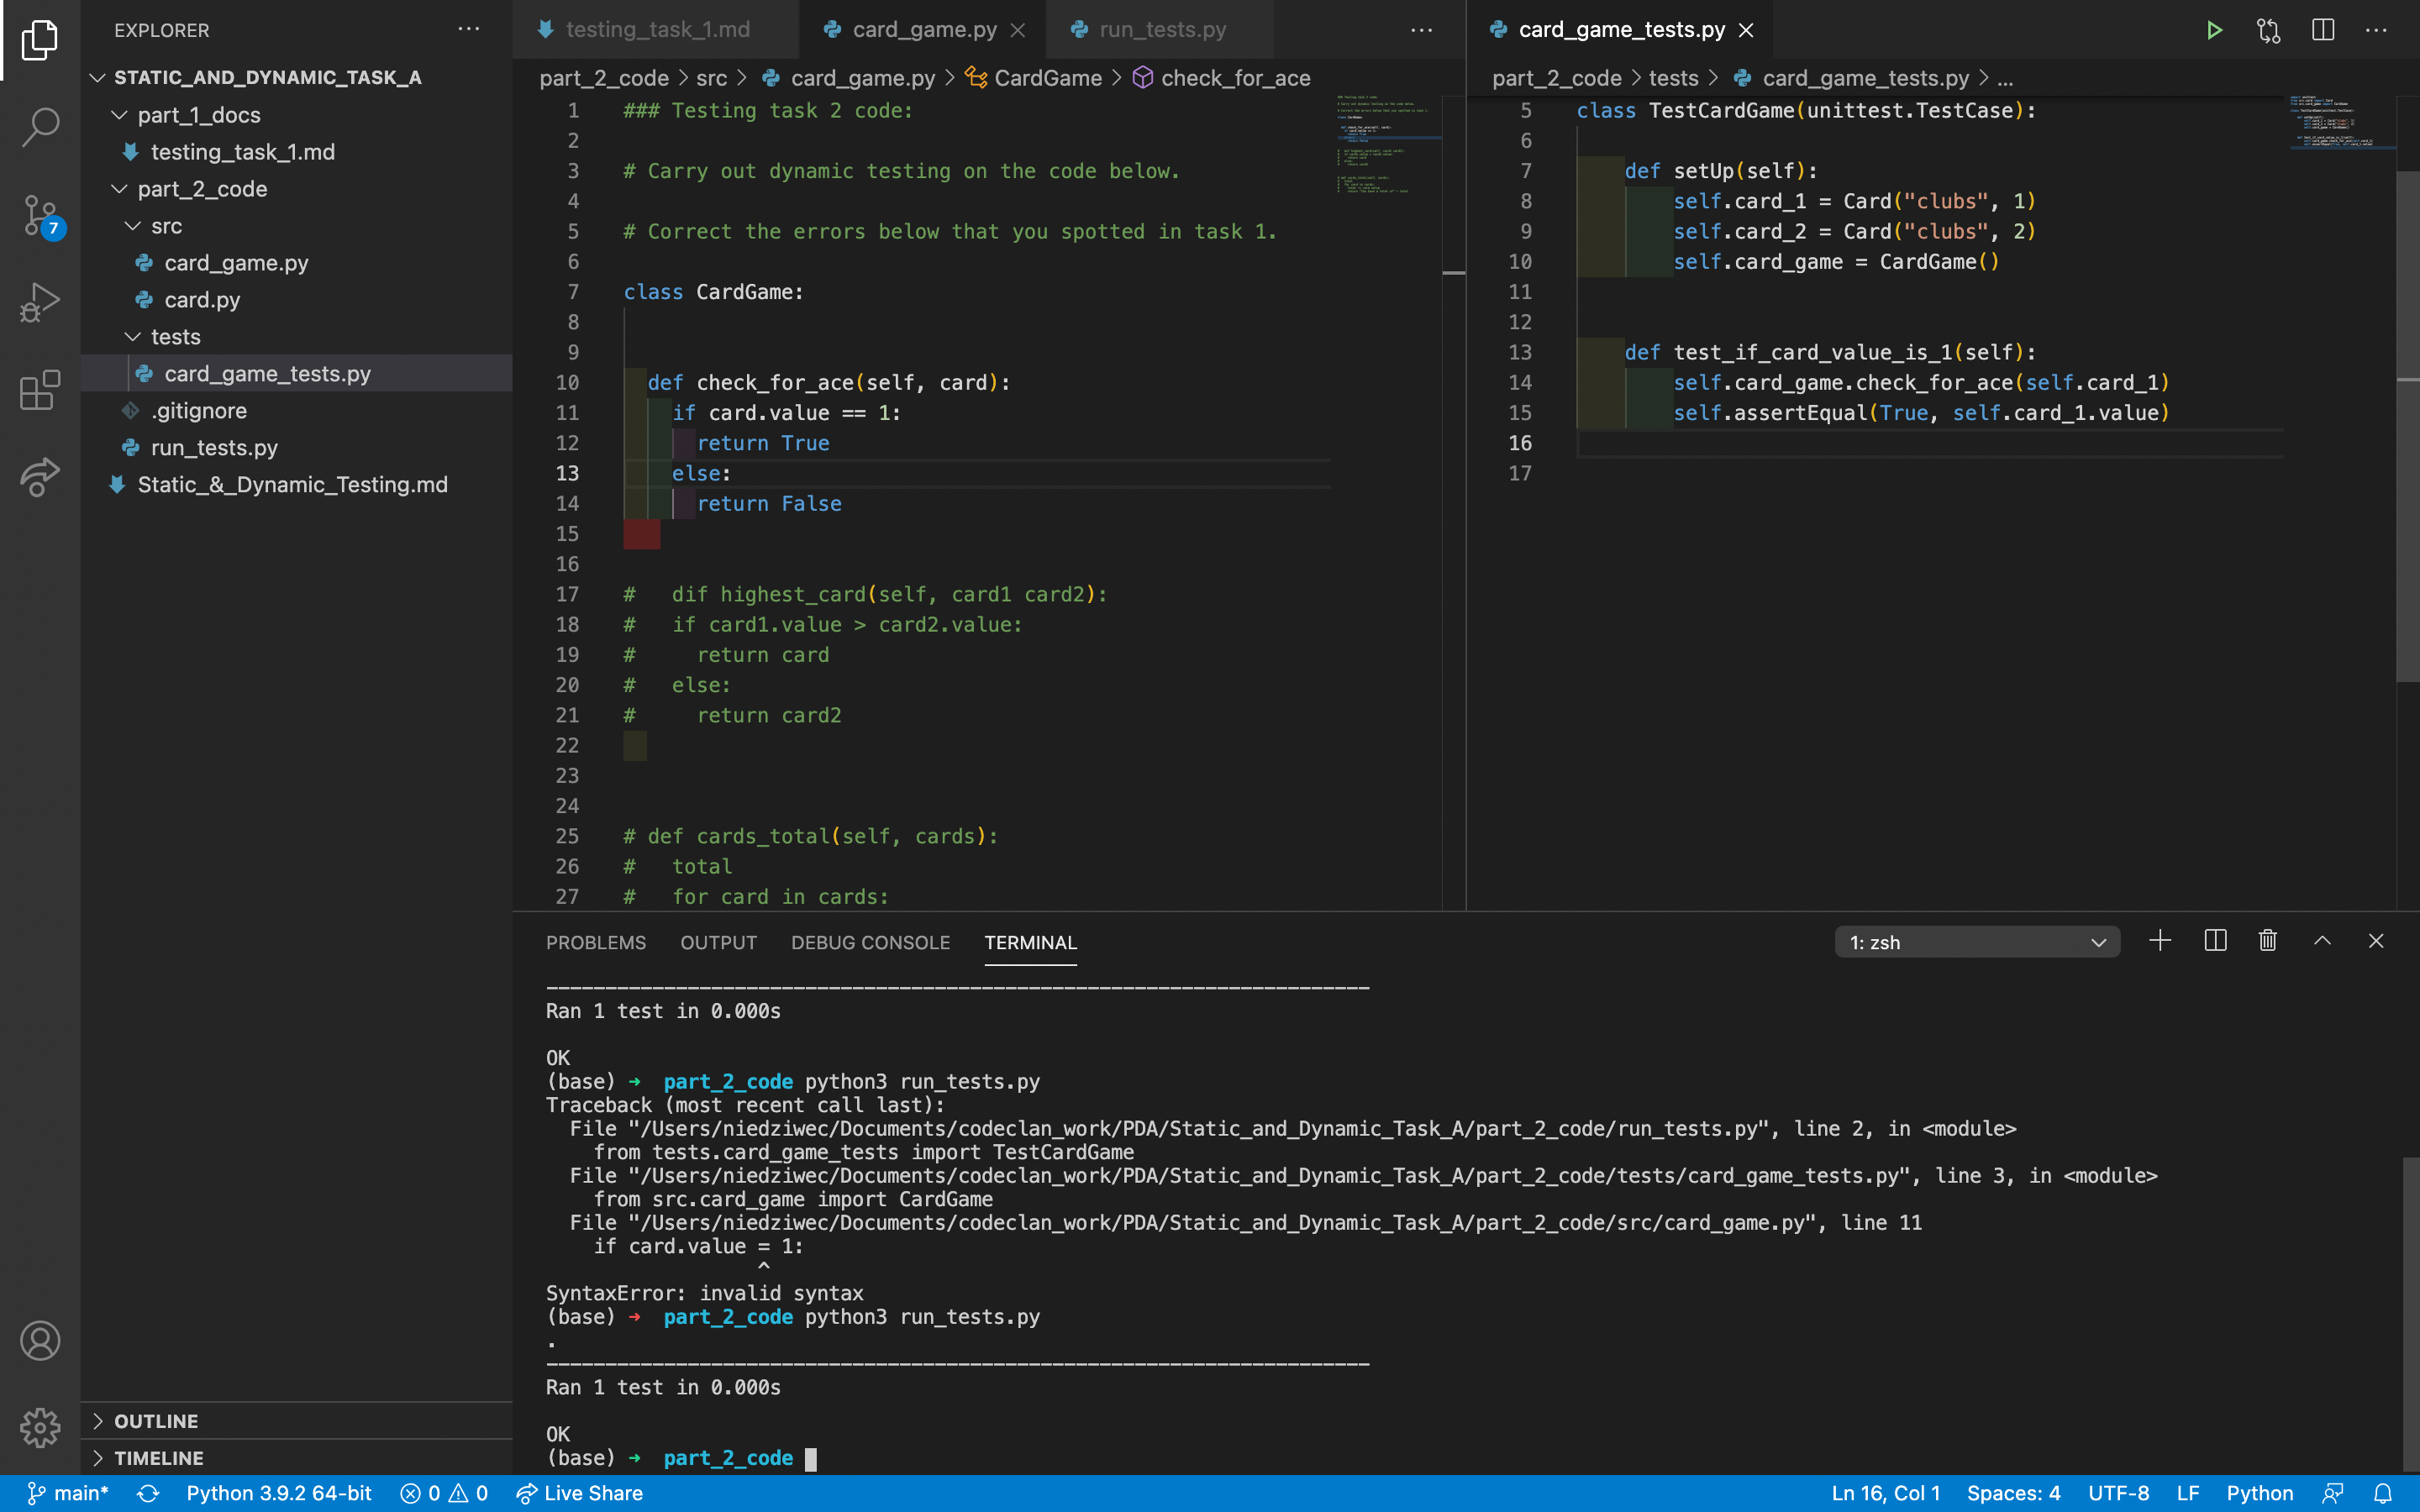 EXPLORER
STATIC_AND_DYNAMIC_TASK_A
part_1_docs
testing_task_1.md
part_2_code
src
card_game.py
card.py
tests
card_game_tests.py
.gitignore
run_tests.py
Static_&_Dynamic_Testing.md
7
OUTLINE
TIMELINE
testing_task_1.md card_game.py run_tests.py
part_2_code > src > card_game.py > CardGame > check_for_ace
1 ### Testing task 2 code:
2
3 # Carry out dynamic testing on the code below.
4
5 # Correct the errors below that you spotted in task 1.
6
7 class CardGame:
8
9
10 def check_for_ace(self, card):
11 if card.value == 1:
12 return True
13 else:
14 return False
15
16
17 # dif highest_card(self, card1 card2):
18 # if card1.value > card2.value:
19 # return card
20 # else:
21 # return card2
22
23
24
25 # def cards_total(self, cards):
26 # total
27 # for card in cards:
card_game_tests.py
part_2_code > tests > card_game_tests.py > ...
5 class TestCardGame(unittest.TestCase):
6
7 def setUp(self):
8 self.card_1 = Card("clubs", 1)
9 self.card_2 = Card("clubs", 2)
10 self.card_game = CardGame()
11
12
13 def test_if_card_value_is_1(self):
14 self.card_game.check_for_ace(self.card_1)
15 self.assertEqual(True, self.card_1.value)
16
17
PROBLEMS OUTPUT DEBUG CONSOLE TERMINAL
1: zsh
----------------------------------------------------------------------
Ran 1 test in 0.000s
OK
(base) ➜ part_2_code python3 run_tests.py
Traceback (most recent call last):
File "/Users/niedziwec/Documents/codeclan_work/PDA/Static_and_Dynamic_Task_A/part_2_code/run_tests.py", line 2, in <module>
from tests.card_game_tests import TestCardGame
File "/Users/niedziwec/Documents/codeclan_work/PDA/Static_and_Dynamic_Task_A/part_2_code/tests/card_game_tests.py", line 3, in <module>
from src.card_game import CardGame
File "/Users/niedziwec/Documents/codeclan_work/PDA/Static_and_Dynamic_Task_A/part_2_code/src/card_game.py", line 11
if card.value = 1:
^
SyntaxError: invalid syntax
(base) ➜ part_2_code python3 run_tests.py
.
----------------------------------------------------------------------
Ran 1 test in 0.000s
OK
(base) ➜ part_2_code
main* Python 3.9.2 64-bit 0 0 Live Share
Ln 16, Col 1 Spaces: 4 UTF-8 LF Python